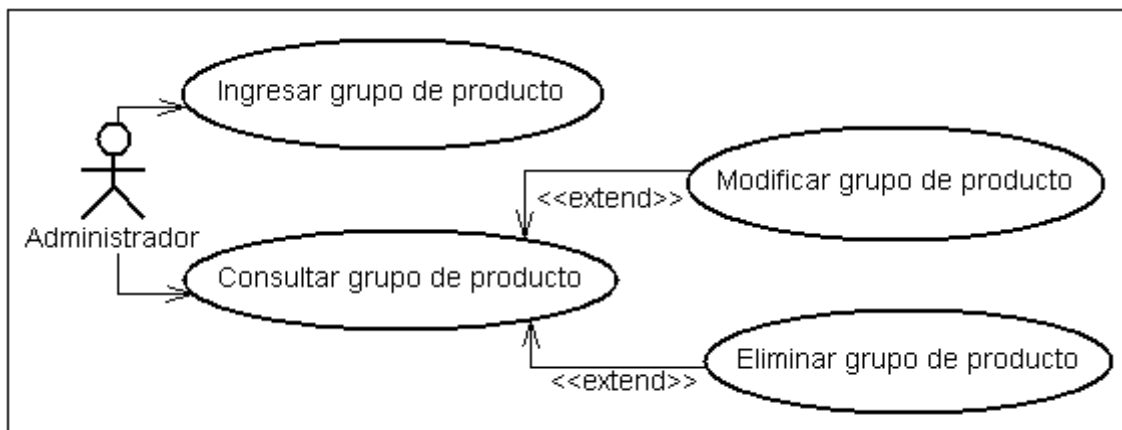 Ingresar grupo de producto
Modificar grupo de producto
<<extend>>
Administrador
Consultar grupo de producto
Eliminar grupo de producto
<<extend>>